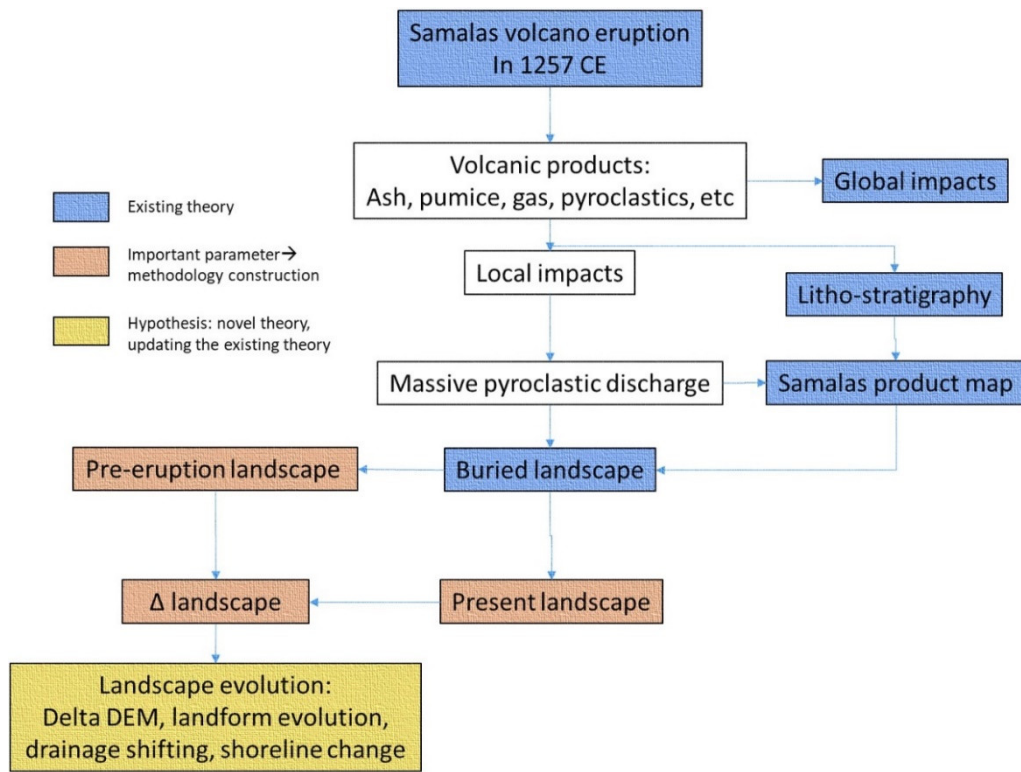 Samalas volcano eruption
In 1257 CE
Volcanic products:
Ash, pumice, gas, pyroclastics, etc
Global impacts
Existing theory
Important parameter→
methodology construction
Hypothesis: novel theory,
updating the existing theory
Local impacts
Litho-stratigraphy
Massive pyroclastic discharge
Samalas product map
Pre-eruption landscape
Buried landscape
Δ landscape
Present landscape
Landscape evolution:
Delta DEM, landform evolution,
drainage shifting, shoreline change